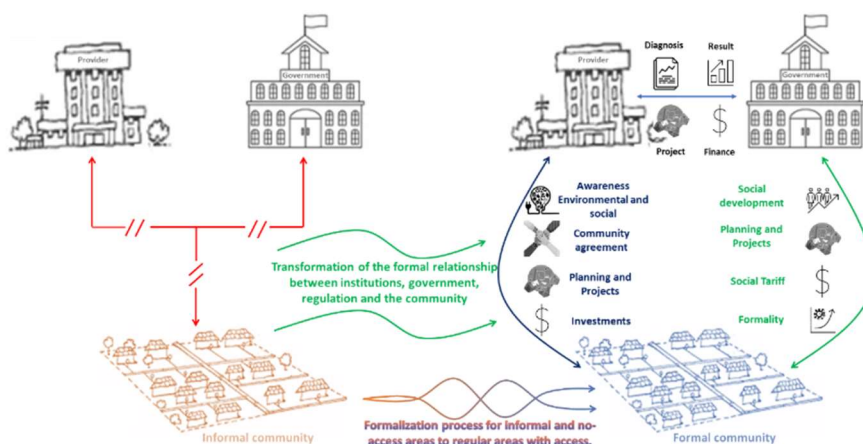 Provider
Government
Provider
Government
Diagnosis
Result
Project
Finance
Awareness
Environmental and
social
Community
agreement
Planning and
Projects
Investments
Social
development
Planning and
Projects
Social Tariff
Formality
Transformation of the formal relationship
between institutions, government,
regulation and the community
Informal community
Formalization process for informal and no-
access areas to regular areas with access.
Formal community